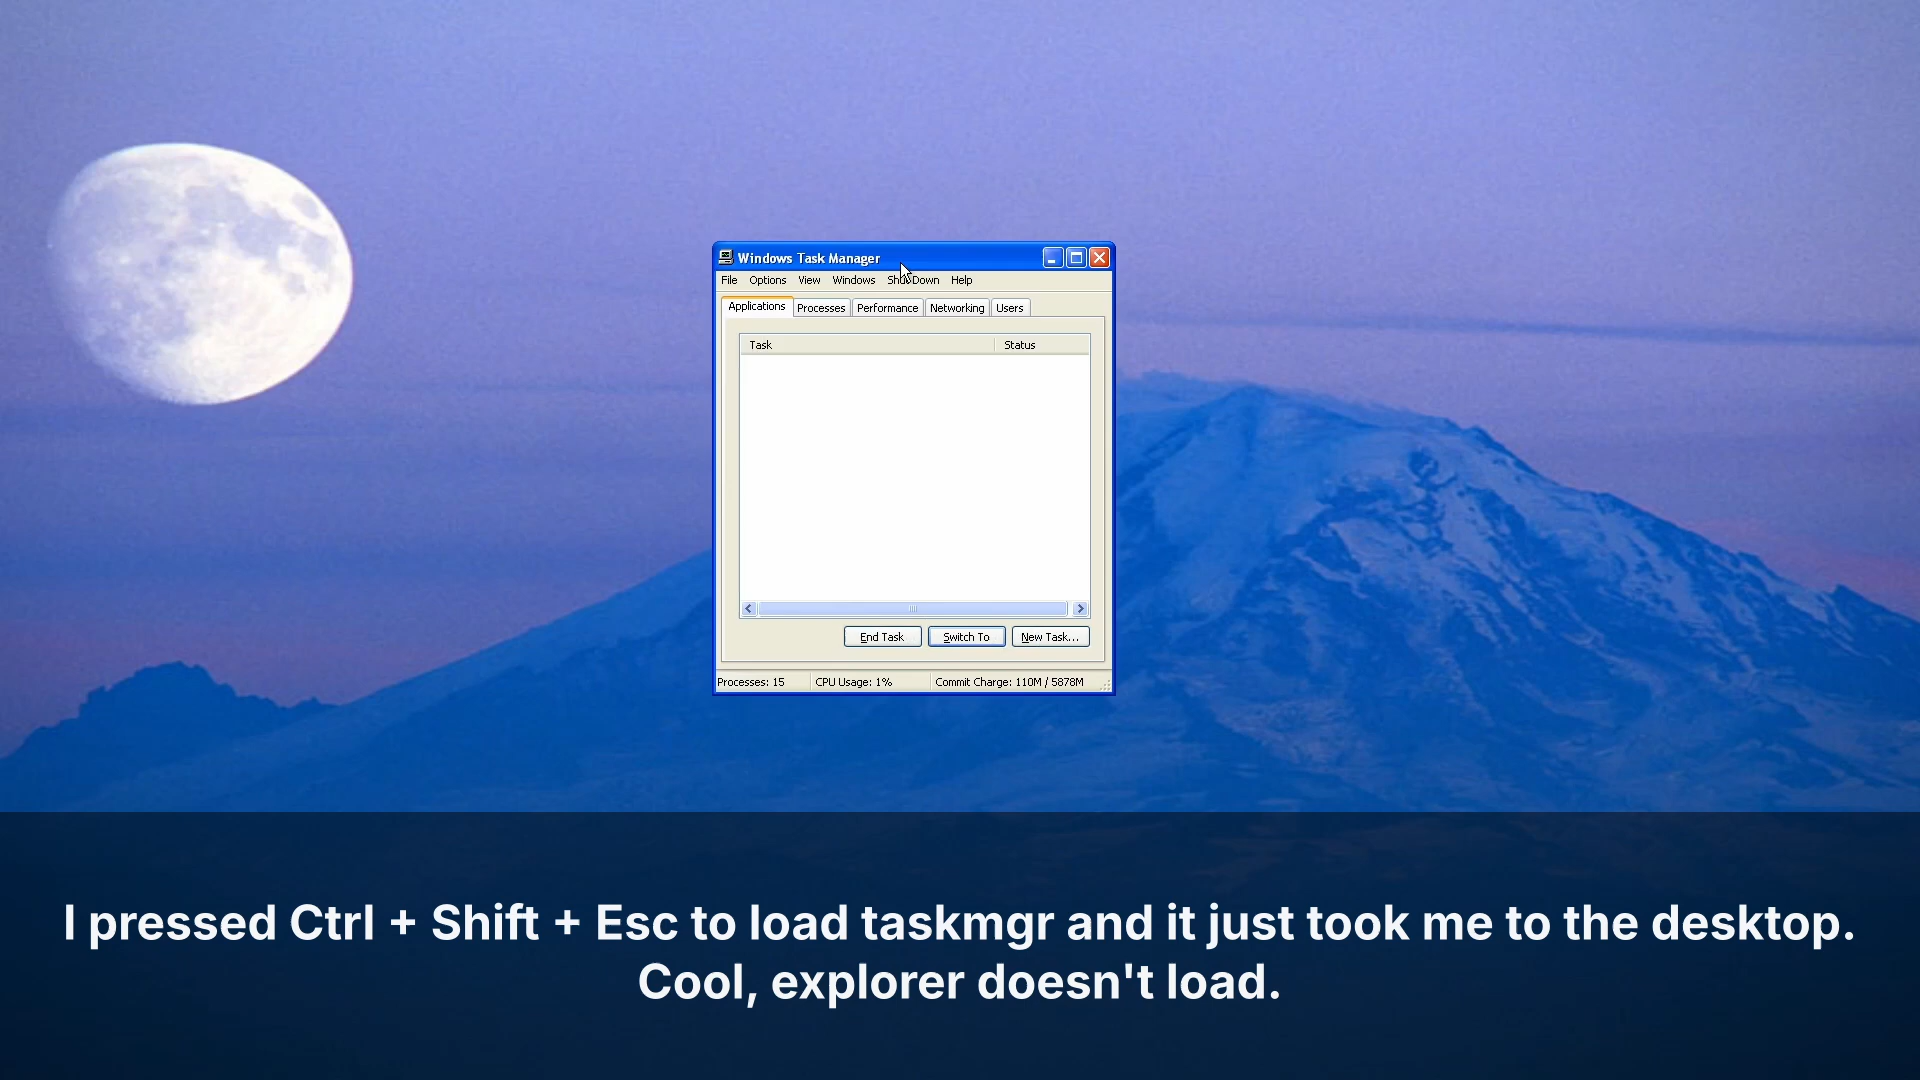 Windows Task Manager
File Options View Windows Shut Down Help
Applications Processes Performance Networking Users
Task Status
End Task Switch To New Task...
Processes: 15 CPU Usage: 1% Commit Charge: 110M / 5878M
I pressed Ctrl + Shift + Esc to load taskmgr and it just took me to the desktop.
Cool, explorer doesn't load.